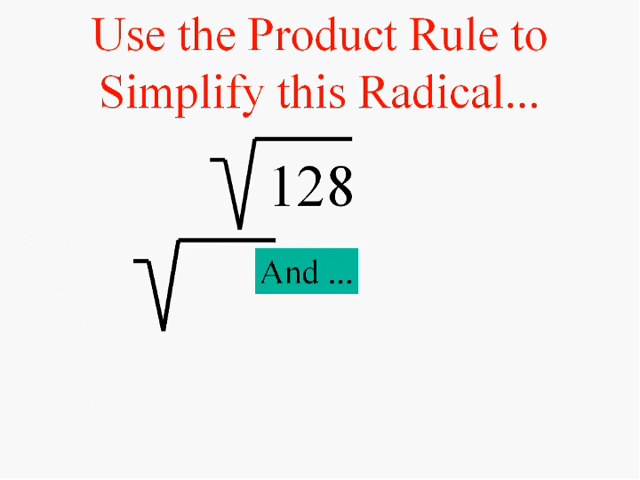 Use the Product Rule to
Simplify this Radical...
√128
√
And ...